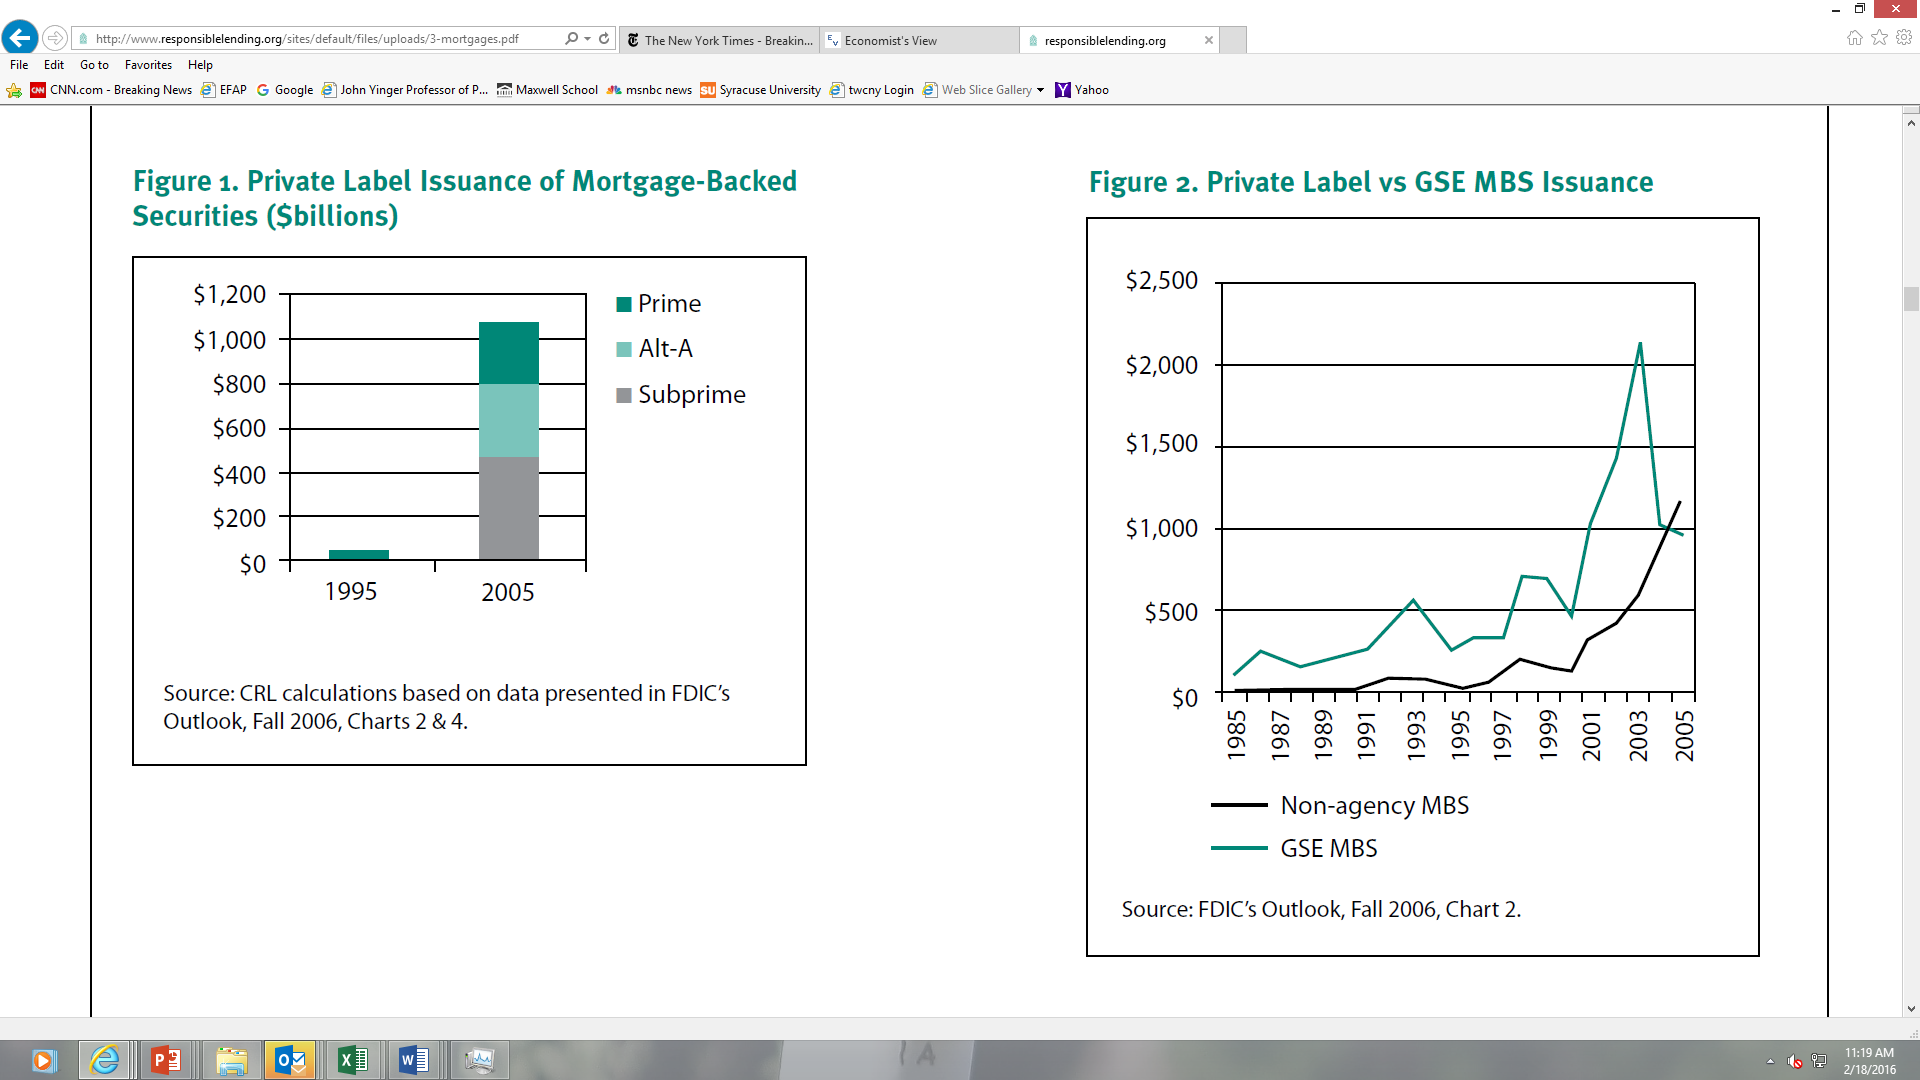 http://www.responsiblelending.org/sites/default/files/uploads/3-mortgages.pdf
The New York Times - Breakin...
Economist's View
responsiblelending.org
File Edit Go to Favorites Help
CNN.com - Breaking News EFAP Google John Yinger Professor of P... Maxwell School msnbc news Syracuse University twcny Login Web Slice Gallery Yahoo
Figure 1. Private Label Issuance of Mortgage-Backed
Securities ($billions)
$1,200
$1,000
$800
$600
$400
$200
$0
1995
2005
Prime
Alt-A
Subprime
Source: CRL calculations based on data presented in FDIC's
Outlook, Fall 2006, Charts 2 & 4.
Figure 2. Private Label vs GSE MBS Issuance
$2,500
$2,000
$1,500
$1,000
$500
$0
1985
1987
1989
1991
1993
1995
1997
1999
2001
2003
2005
Non-agency MBS
GSE MBS
Source: FDIC's Outlook, Fall 2006, Chart 2.
11:19 AM
2/18/2016